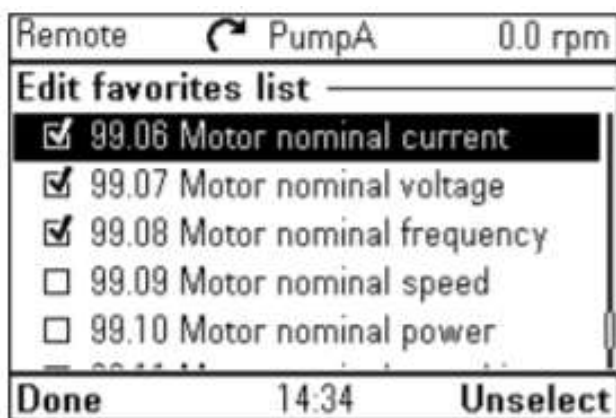 Remote PumpA 0.0 rpm
Edit favorites list
99.06 Motor nominal current
99.07 Motor nominal voltage
99.08 Motor nominal frequency
99.09 Motor nominal speed
99.10 Motor nominal power
Done 14:34 Unselect